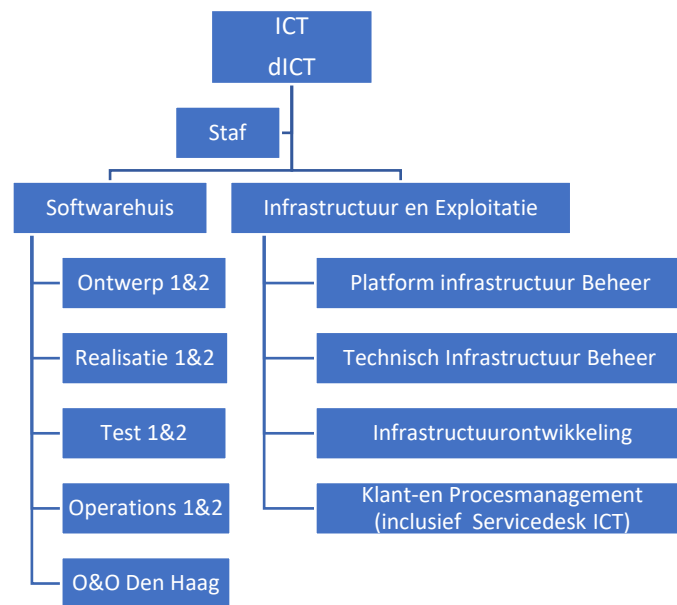 ICT
dICT
Staf
Softwarehuis
Infrastructuur en Exploitatie
Ontwerp 1&2
Platform infrastructuur Beheer
Realisatie 1&2
Technisch Infrastructuur Beheer
Test 1&2
Infrastructuurontwikkeling
Operations 1&2
Klant-en Procesmanagement
(inclusief Servicedesk ICT)
O&O Den Haag